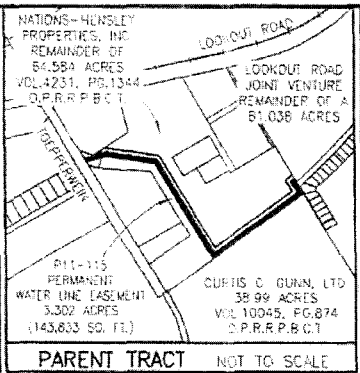 NATIONS-HENSLEY
PROPERTIES, INC
REMAINDER OF
64.584 ACRES
VOL.4231, PG.1344
O.P.R.R.P.B.C.T.
LOOKOUT ROAD
LOOKOUT ROAD
JOINT VENTURE
REMAINDER OF A
61.038 ACRES
TOEPPERWEIN
P11-115
PERMANENT
WATER LINE EASEMENT
3.302 ACRES
(143,833 SQ. FT.)
CURTIS C. GUNN, LTD
38.99 ACRES
VOL 10045, PG.874
O.P.R.R.P.B.C.T
PARENT TRACT NOT TO SCALE